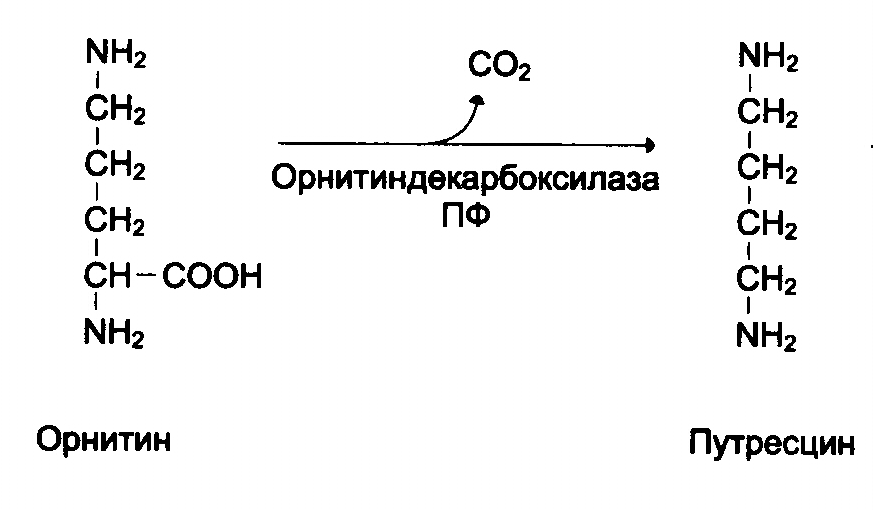 NH₂
CH₂
CH₂
CH₂
CH–COOH
NH₂
Орнитин
CO₂
Орнитиндекарбоксилаза
ПФ
NH₂
CH₂
CH₂
CH₂
CH₂
NH₂
Путресцин